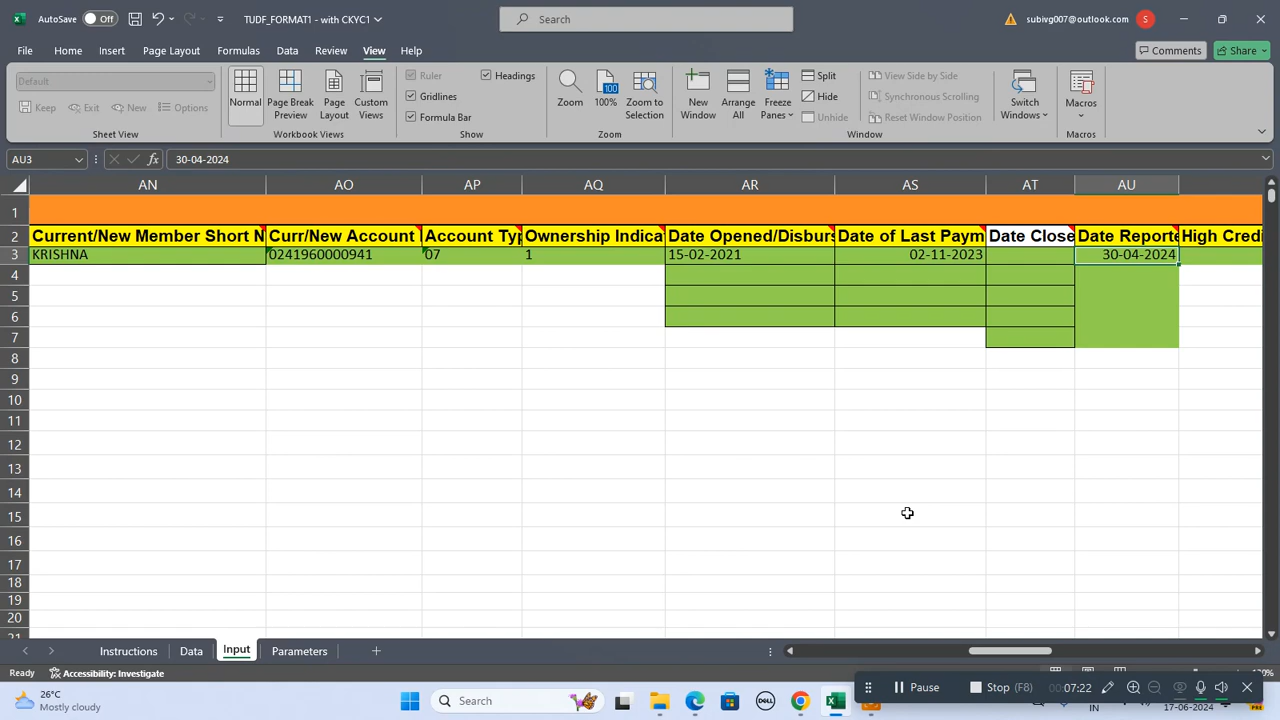 AutoSave Off TUDF_FORMAT1 - with CKYC1 Search subivg007@outlook.com S
File Home Insert Page Layout Formulas Data Review View Help Comments Share
Default
Keep Exit New Options
Sheet View
Normal Page Break Preview Page Layout Custom Views
Workbook Views
Ruler Headings
Gridlines
Formula Bar
Show
Zoom 100% Zoom to Selection
Zoom
New Window Arrange All Freeze Panes Split
Hide
Unhide
View Side by Side
Synchronous Scrolling
Reset Window Position
Window
Switch Windows
Macros
Macros
AU3 fx 30-04-2024
AN AO AP AQ AR AS AT AU
1
2 Current/New Member Short N Curr/New Account Account Typ Ownership Indica Date Opened/Disburs Date of Last Paym Date Close Date Reporte High Credi
3 KRISHNA 0241960000941 07 1 15-02-2021 02-11-2023 30-04-2024
4
5
6
7
8
9
10
11
12
13
14
15
16
17
18
19
20
21
Instructions Data Input Parameters
Ready Accessibility: Investigate
26°C
Mostly cloudy
Search
DELL
Pause Stop (F8) 00:07:22
IN 17-06-2024